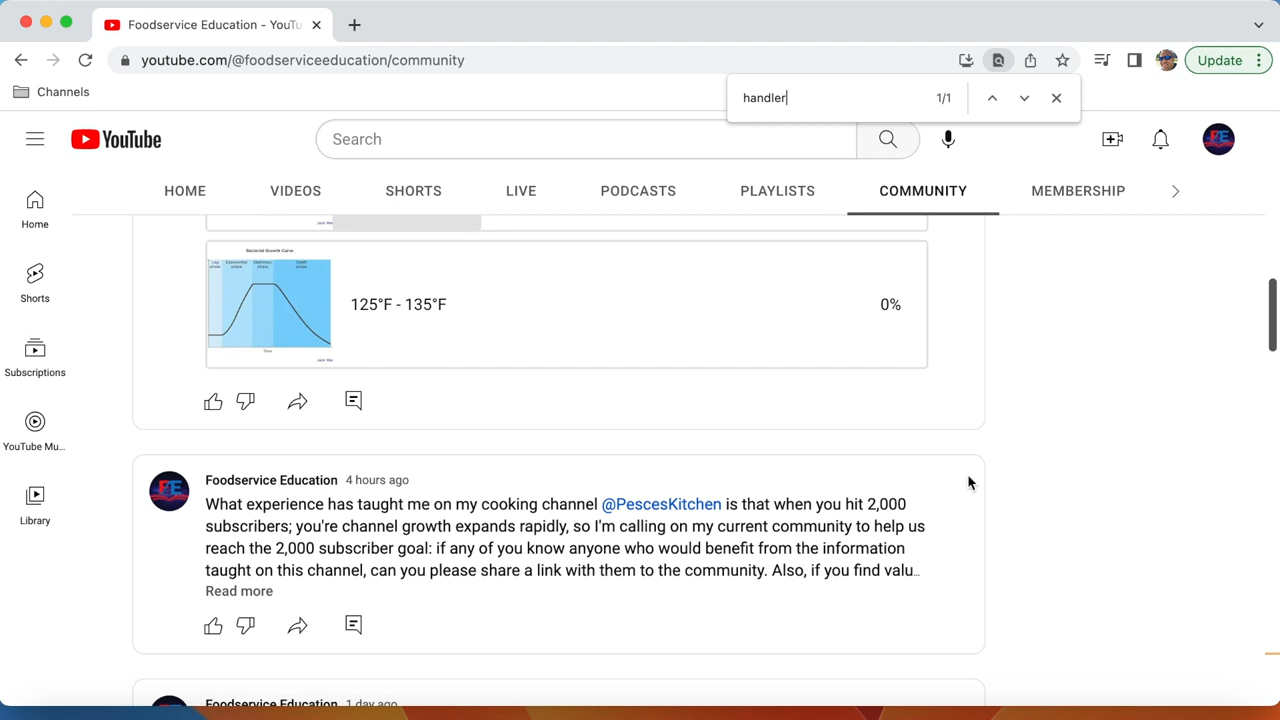 Foodservice Education - YouTu
youtube.com/@foodserviceeducation/community
Update
Channels
handler
1/1
YouTube
Search
HOME
VIDEOS
SHORTS
LIVE
PODCASTS
PLAYLISTS
COMMUNITY
MEMBERSHIP
Home
Shorts
Subscriptions
YouTube Mu...
Library
Bacterial Growth Curve
Time
125°F - 135°F
0%
Foodservice Education 4 hours ago
What experience has taught me on my cooking channel @PescesKitchen is that when you hit 2,000
subscribers; you're channel growth expands rapidly, so I'm calling on my current community to help us
reach the 2,000 subscriber goal: if any of you know anyone who would benefit from the information
taught on this channel, can you please share a link with them to the community. Also, if you find valu...
Read more
Foodservice Education 1 day ago